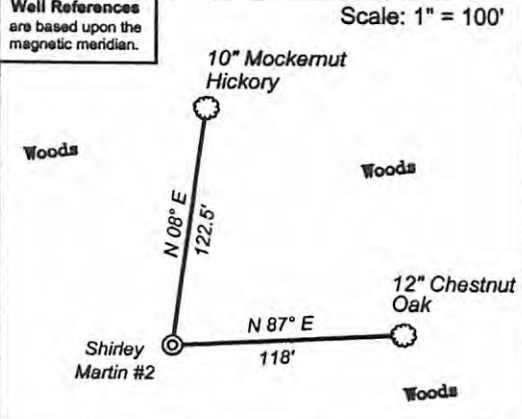 Well References
are based upon the
magnetic meridian.
Scale: 1" = 100'
10" Mockernut
Hickory
Woods
Woods
N 08° E
122.5'
12" Chestnut
Oak
N 87° E
118'
Shirley
Martin #2
Woods